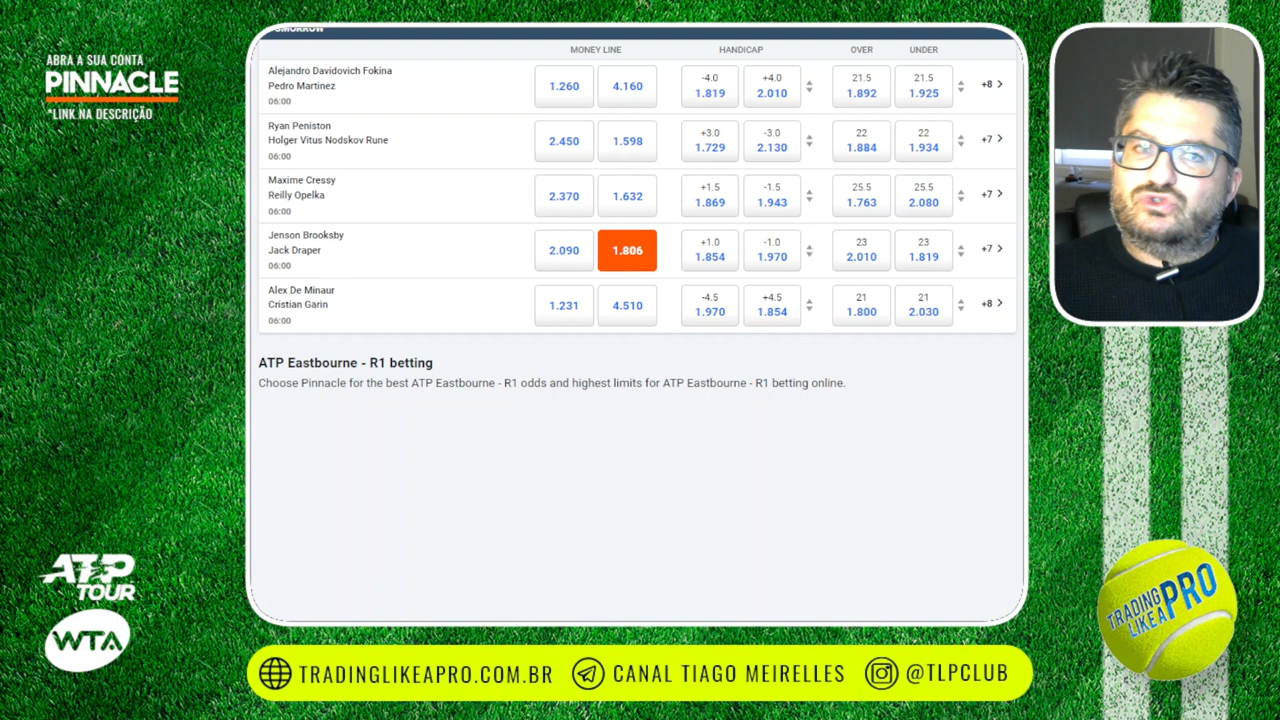 ABRA A SUA CONTA
PINNACLE
*LINK NA DESCRIÇÃO
MONEY LINE HANDICAP OVER UNDER
Alejandro Davidovich Fokina
Pedro Martinez
06:00
1.260 4.160 -4.0 1.819 +4.0 2.010 21.5 1.892 21.5 1.925 +8
Ryan Peniston
Holger Vitus Nodskov Rune
06:00
2.450 1.598 +3.0 1.729 -3.0 2.130 22 1.884 22 1.934 +7
Maxime Cressy
Reilly Opelka
06:00
2.370 1.632 +1.5 1.869 -1.5 1.943 25.5 1.763 25.5 2.080 +7
Jenson Brooksby
Jack Draper
06:00
2.090 1.806 +1.0 1.854 -1.0 1.970 23 2.010 23 1.819 +7
Alex De Minaur
Cristian Garin
06:00
1.231 4.510 -4.5 1.970 +4.5 1.854 21 1.800 21 2.030 +8
ATP Eastbourne - R1 betting
Choose Pinnacle for the best ATP Eastbourne - R1 odds and highest limits for ATP Eastbourne - R1 betting online.
ATP
TOUR
WTA
TRADING
LIKE A
PRO
TRADINGLIKEAPRO.COM.BR CANAL TIAGO MEIRELLES @TLPCLUB